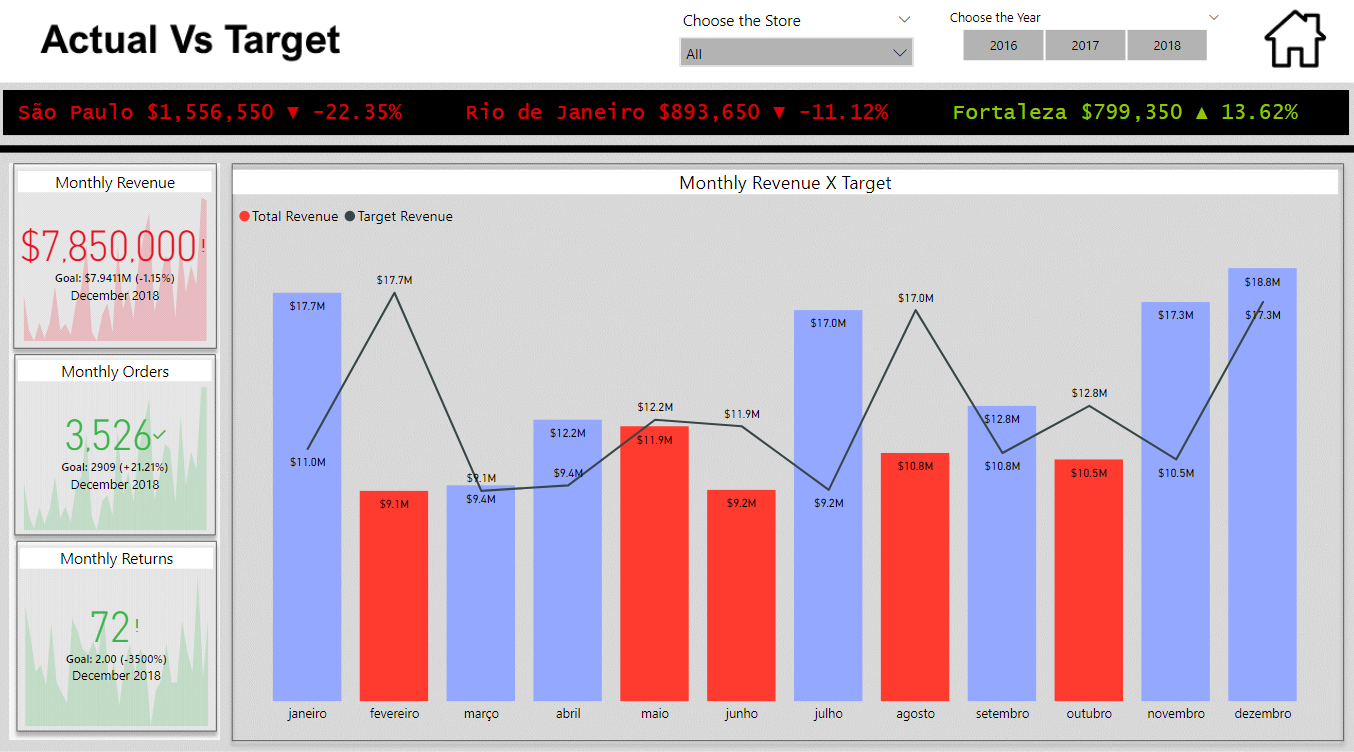 Actual Vs Target
Choose the Store
All
Choose the Year
2016 2017 2018
São Paulo $1,556,550 ▼ -22.35% Rio de Janeiro $893,650 ▼ -11.12% Fortaleza $799,350 ▲ 13.62%
Monthly Revenue
$7,850,000!
Goal: $7.9411M (-1.15%)
December 2018
Monthly Orders
3,526✓
Goal: 2909 (+21.21%)
December 2018
Monthly Returns
72!
Goal: 2.00 (-3500%)
December 2018
Monthly Revenue X Target
Total Revenue Target Revenue
$17.7M $9.1M $9.4M $12.2M $11.9M $9.2M $17.0M $10.8M $12.8M $10.5M $17.3M $18.8M
$11.0M $17.7M $9.1M $9.4M $12.2M $11.9M $9.2M $17.0M $10.8M $12.8M $10.5M $17.3M
janeiro fevereiro março abril maio junho julho agosto setembro outubro novembro dezembro